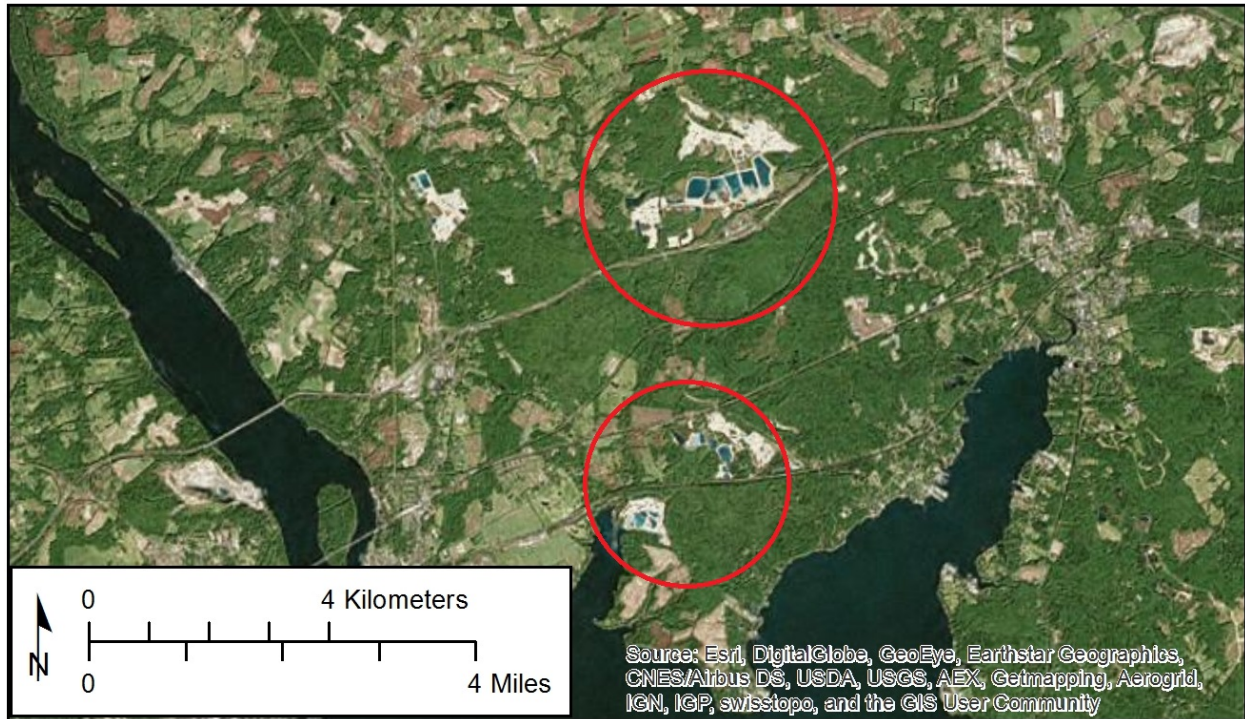 0 4 Kilometers
N
0 4 Miles
Source: Esri, DigitalGlobe, GeoEye, Earthstar Geographics,
CNES/Airbus DS, USDA, USGS, AEX, Getmapping, Aerogrid,
IGN, IGP, swisstopo, and the GIS User Community